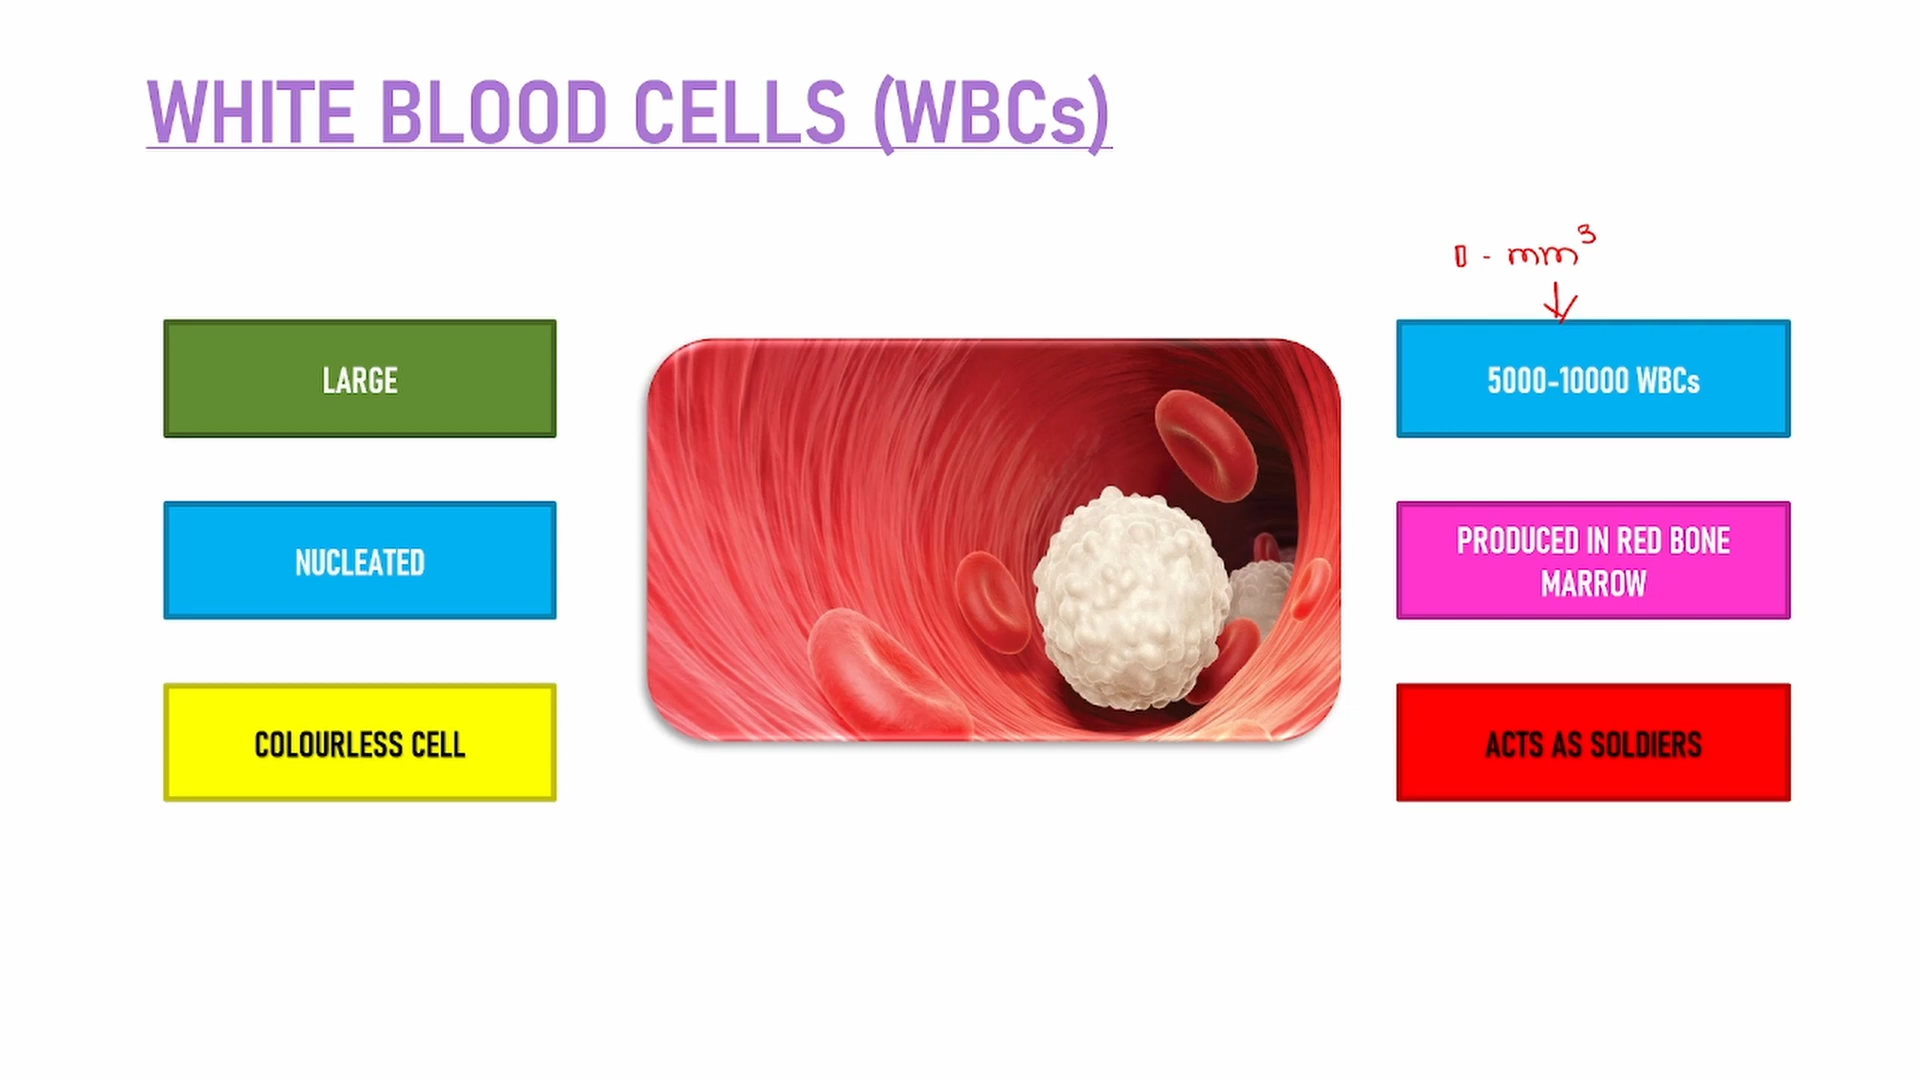 WHITE BLOOD CELLS (WBCs)
LARGE
NUCLEATED
COLOURLESS CELL
mm³
5000-10000 WBCs
PRODUCED IN RED BONE
MARROW
ACTS AS SOLDIERS